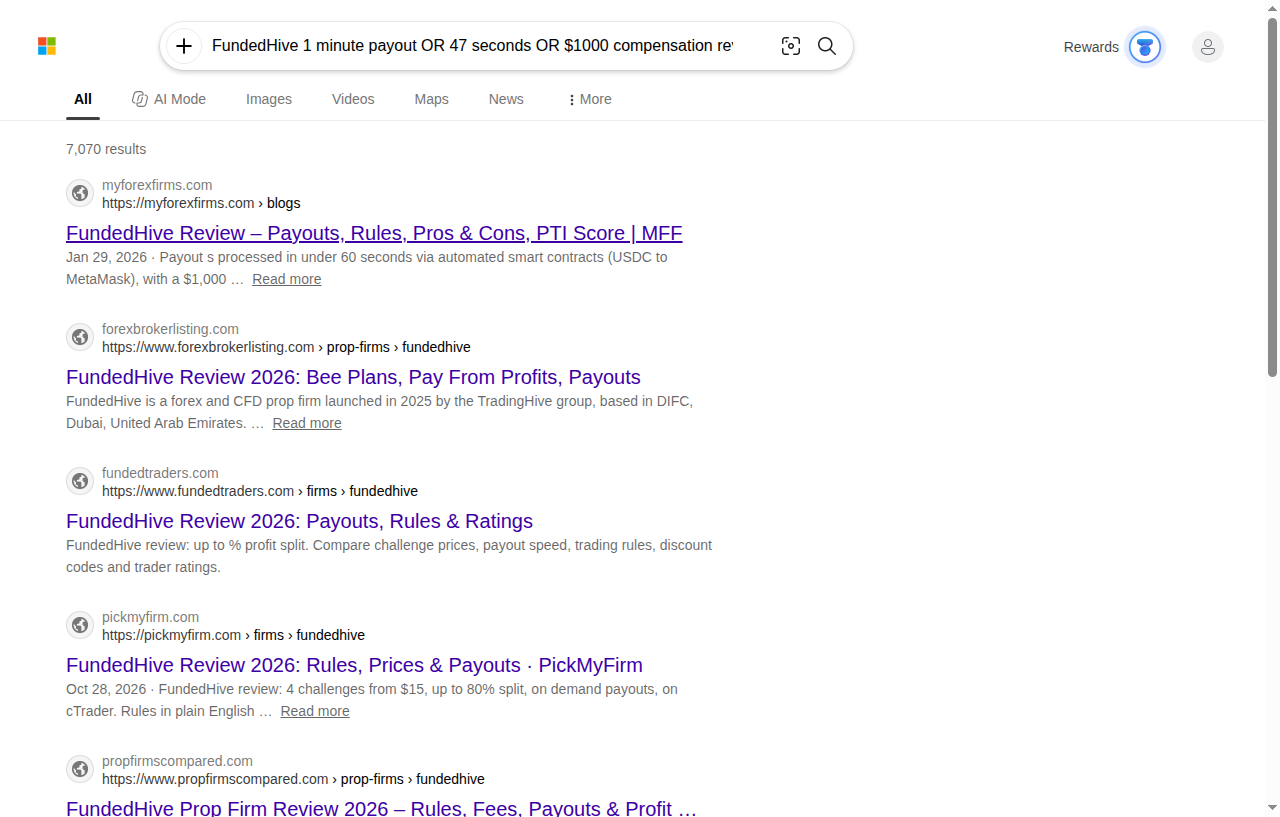 FundedHive 1 minute payout OR 47 seconds OR $1000 compensation
Rewards
All
AI Mode
Images
Videos
Maps
News
More
7,070 results
myforexfirms.com
https://myforexfirms.com › blogs
FundedHive Review – Payouts, Rules, Pros & Cons, PTI Score | MFF
Jan 29, 2026 · Payout s processed in under 60 seconds via automated smart contracts (USDC to
MetaMask), with a $1,000 … Read more
forexbrokerlisting.com
https://www.forexbrokerlisting.com › prop-firms › fundedhive
FundedHive Review 2026: Bee Plans, Pay From Profits, Payouts
FundedHive is a forex and CFD prop firm launched in 2025 by the TradingHive group, based in DIFC,
Dubai, United Arab Emirates. … Read more
fundedtraders.com
https://www.fundedtraders.com › firms › fundedhive
FundedHive Review 2026: Payouts, Rules & Ratings
FundedHive review: up to % profit split. Compare challenge prices, payout speed, trading rules, discount
codes and trader ratings.
pickmyfirm.com
https://pickmyfirm.com › firms › fundedhive
FundedHive Review 2026: Rules, Prices & Payouts · PickMyFirm
Oct 28, 2026 · FundedHive review: 4 challenges from $15, up to 80% split, on demand payouts, on
cTrader. Rules in plain English … Read more
propfirmscompared.com
https://www.propfirmscompared.com › prop-firms › fundedhive
FundedHive Prop Firm Review 2026 – Rules, Fees, Payouts & Profit …